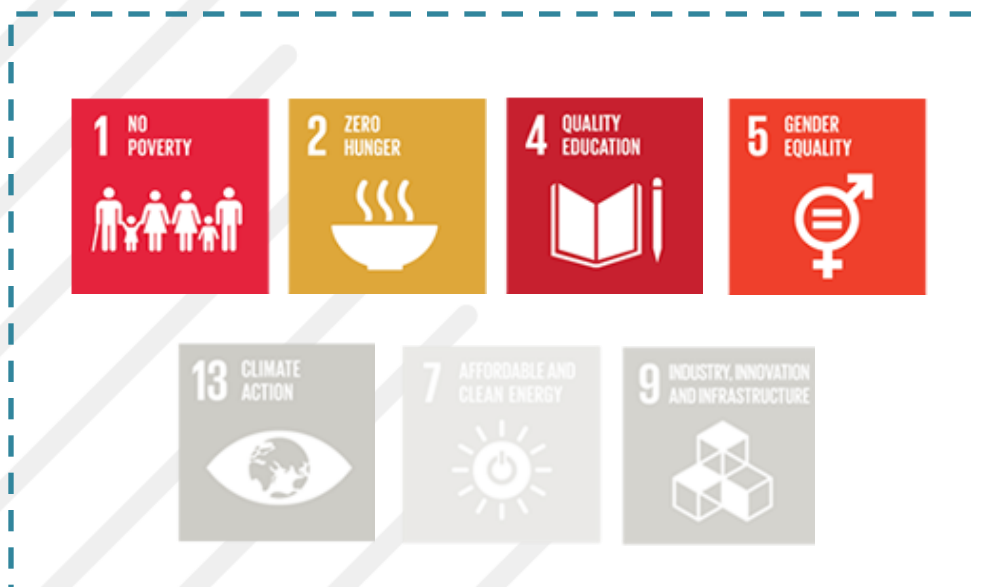 1 NO
POVERTY
2 ZERO
HUNGER
4 QUALITY
EDUCATION
5 GENDER
EQUALITY
13 CLIMATE
ACTION
7 AFFORDABLE AND
CLEAN ENERGY
9 INDUSTRY, INNOVATION
AND INFRASTRUCTURE